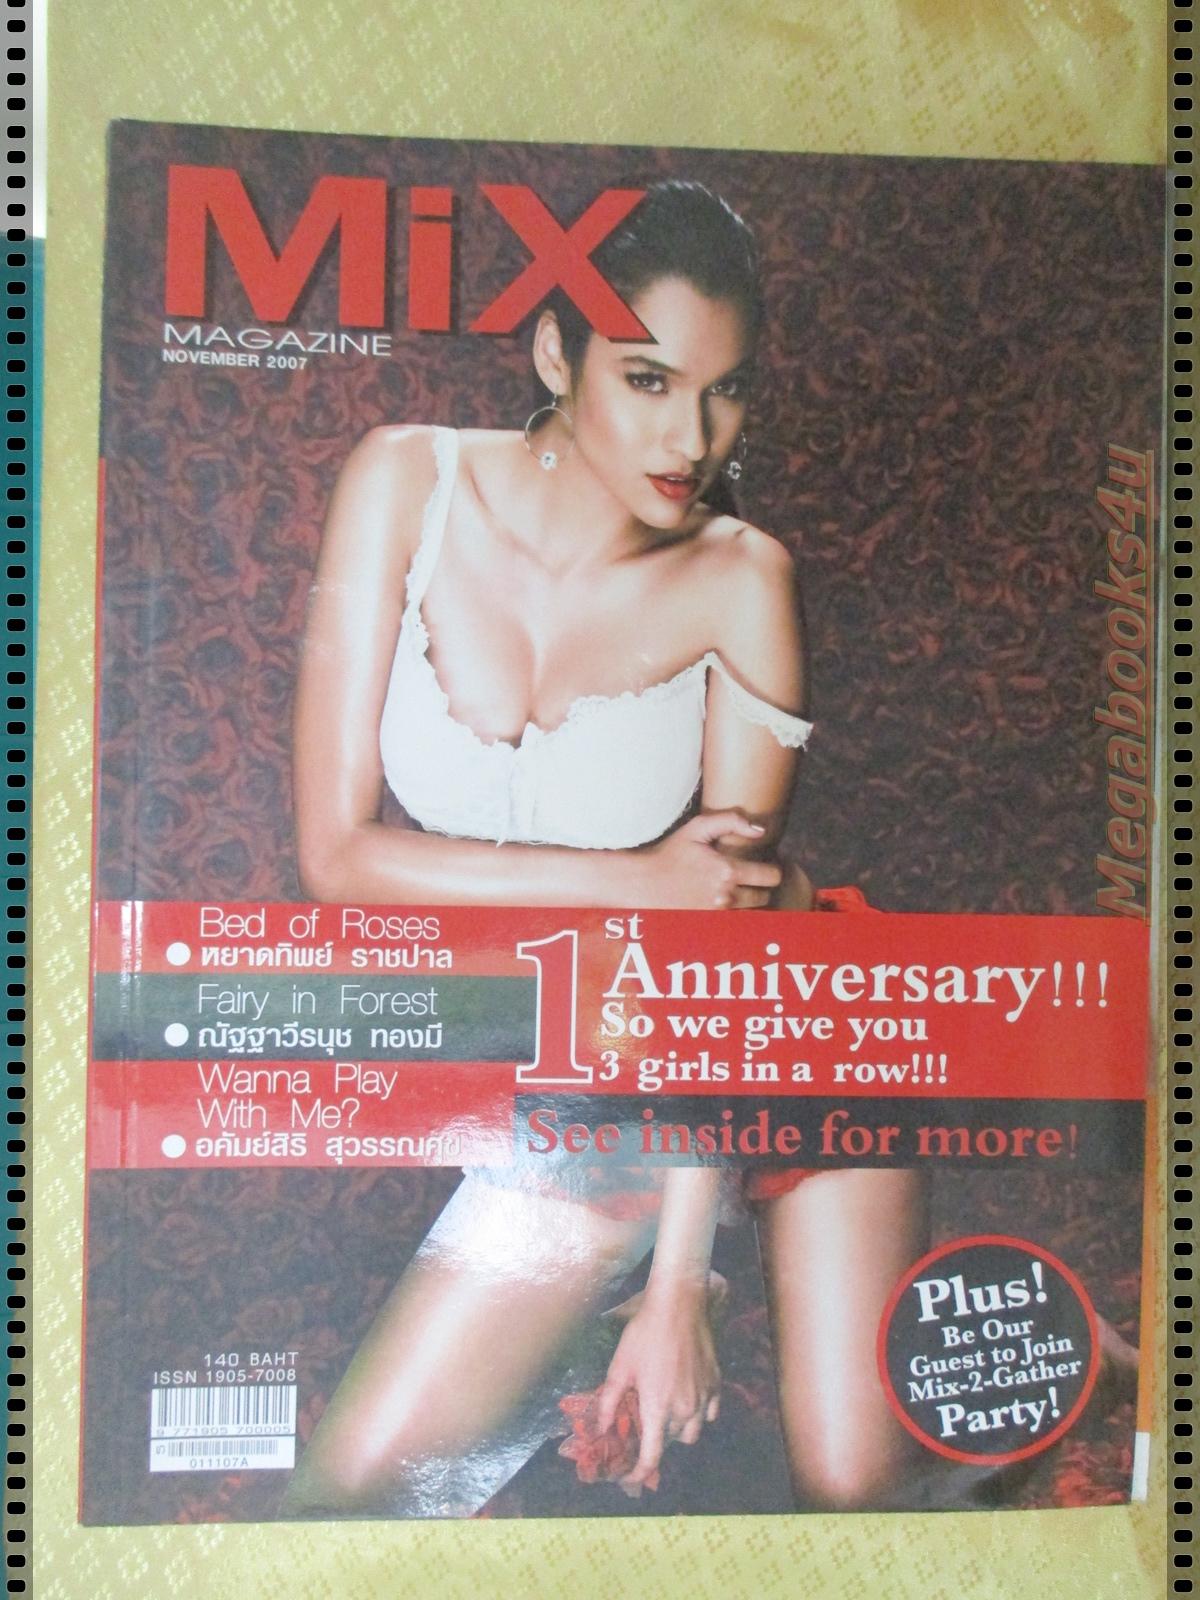 MiX
MAGAZINE
NOVEMBER 2007
Bed of Roses
● หยาดทิพย์ ราชปาล
Fairy in Forest
● ณัฐฐาวีรนุช ทองมี
Wanna Play
With Me?
● อคัมย์สิริ สุวรรณศุข
1st
Anniversary!!!
So we give you
3 girls in a row!!!
See inside for more!
Plus!
Be Our
Guest to Join
Mix-2-Gather
Party!
140 BAHT
ISSN 1905-7008
9 771905 700005
011107A
Megabooks4u